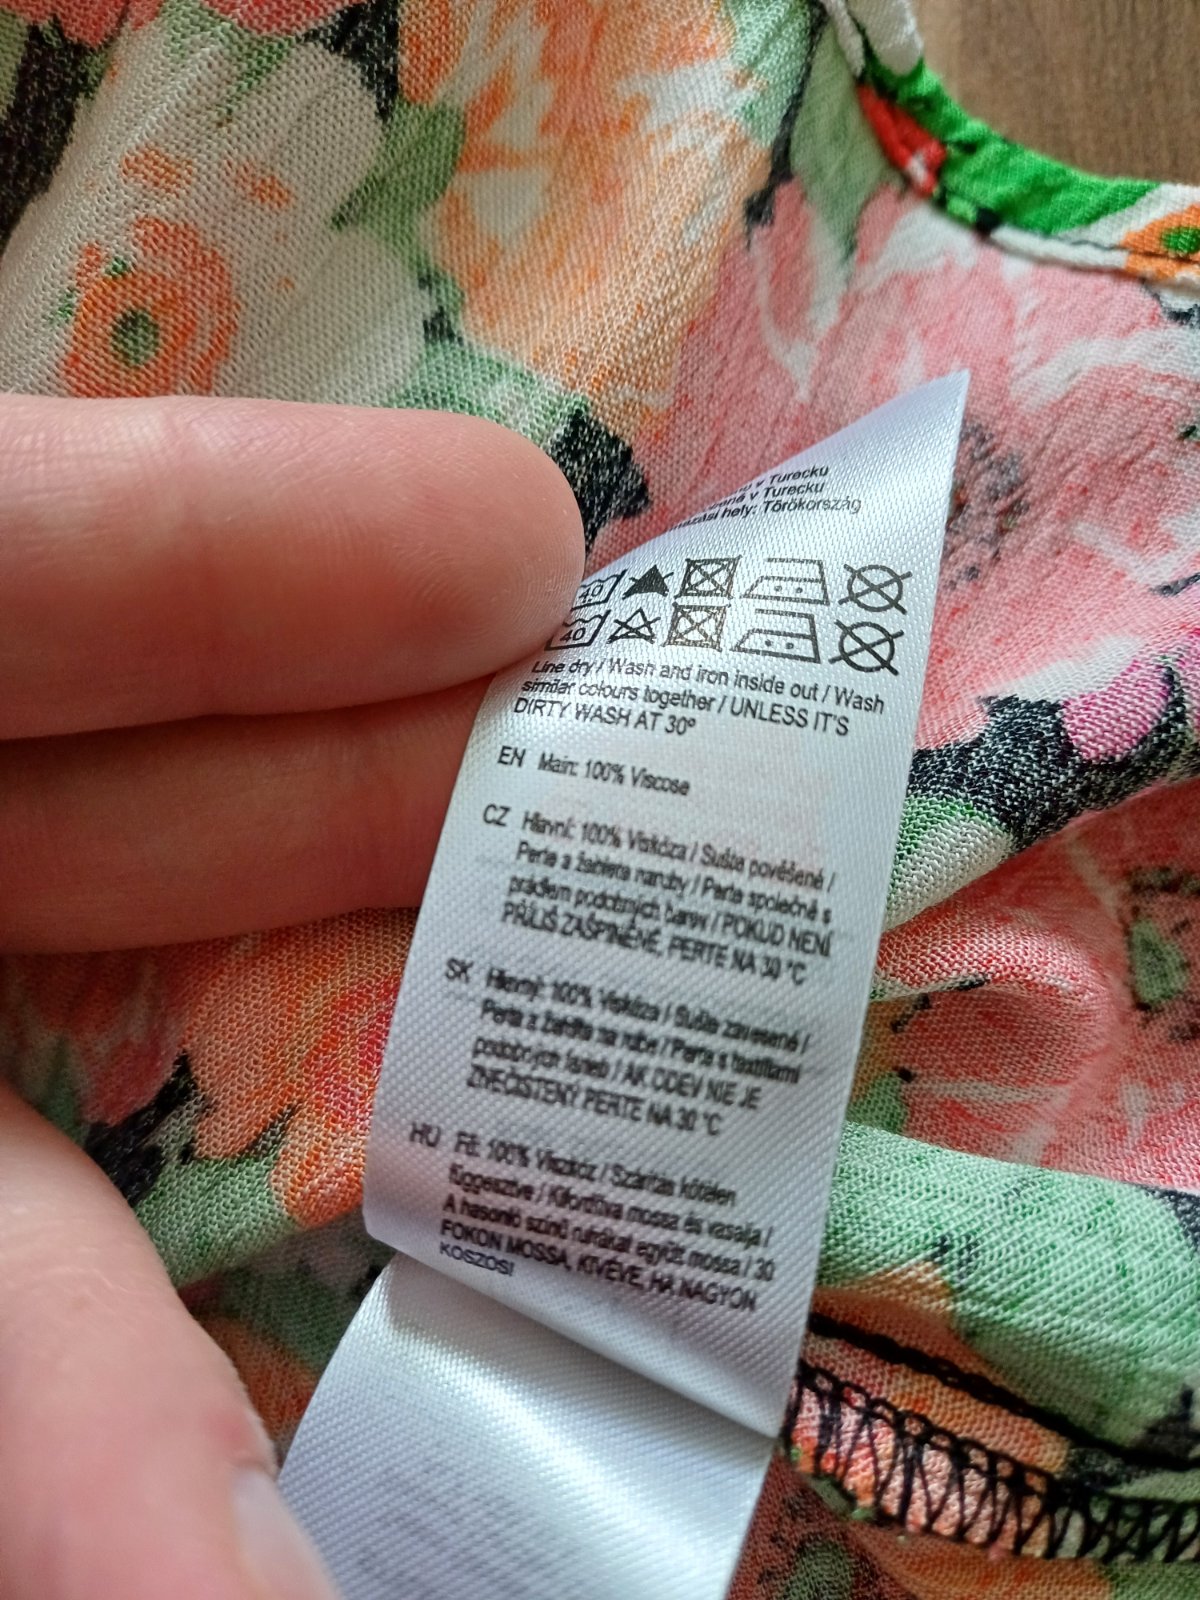 v Turecku
v Turecku
hely: Törökország
40
40
Line dry / Wash and iron inside out / Wash
similar colours together / UNLESS IT'S
DIRTY WASH AT 30°
EN Main: 100% Viscose
CZ Hlavní: 100% Viskóza / Sušte pověšené /
Perte a žehlete naruby / Perte společně s
prádlem podobných barev / POKUD NENÍ
PŘÍLIŠ ZAŠPINĚNÉ, PERTE NA 30 °C
SK Hlavný: 100% Viskóza / Sušte zavesené /
Perte a žehlite na rube / Perte s textíliami
podobných farieb / AK ODEV NIE JE
ZNEČISTENÝ PERTE NA 30 °C
HU Fő: 100% Viszkóz / Szárítás kötélen
függesztve / Kifordítva mossa és vasalja /
A hasonló színű ruhákat együtt mossa / 30
FOKON MOSSA, KIVÉVE, HA NAGYON
KOSZOS!